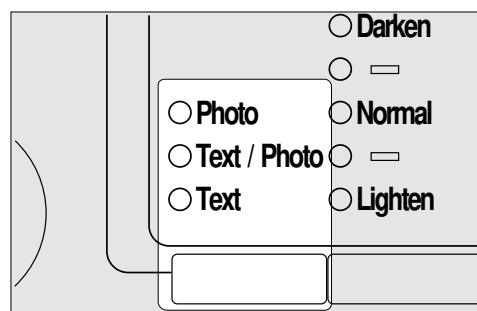 Darken
Photo
Normal
Text / Photo
Text
Lighten